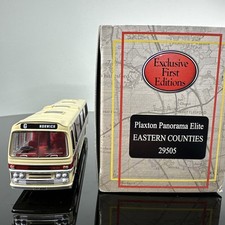 Exclusive
First
Editions
Plaxton Panorama Elite
EASTERN COUNTIES
29505
NORWICH